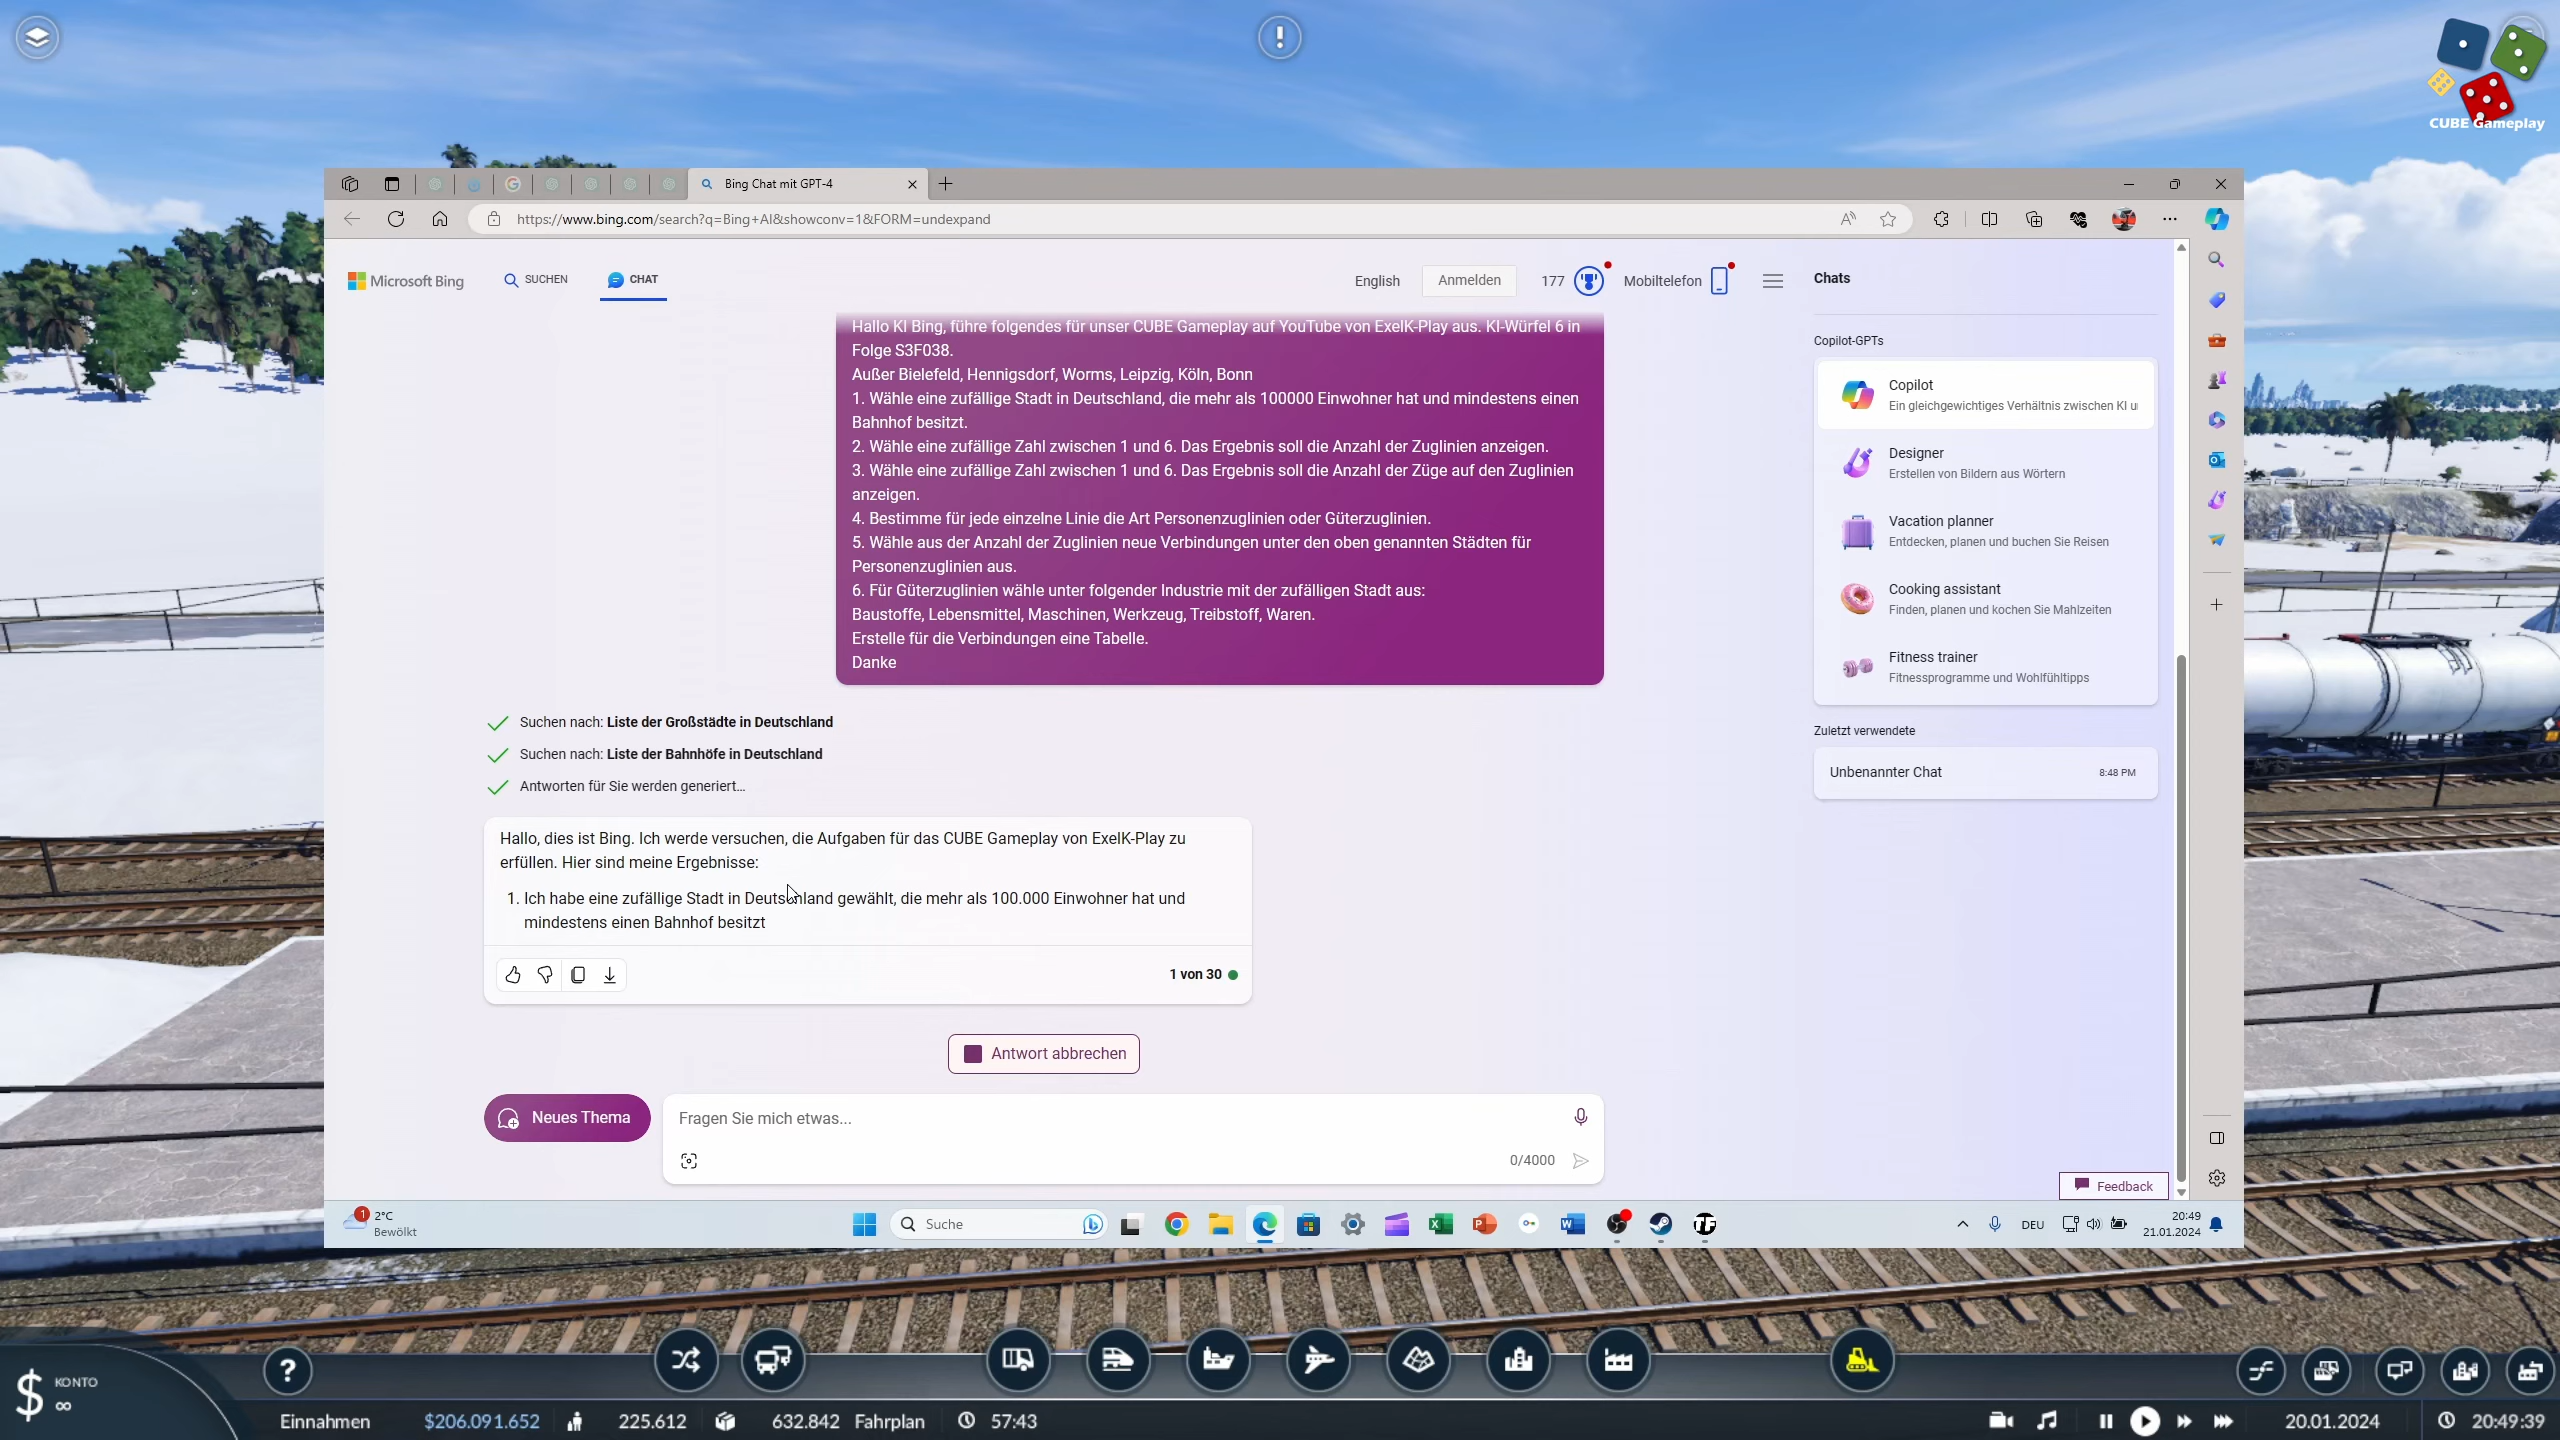 CUBE Gameplay
Bing Chat mit GPT-4
https://www.bing.com/search?q=Bing+AI&showconv=1&FORM=undexpand
Microsoft Bing
SUCHEN
CHAT
English
Anmelden
177
Mobiltelefon
Hallo KI Bing, führe folgendes für unser CUBE Gameplay auf YouTube von ExelK-Play aus. KI-Würfel 6 in
Folge S3F038.
Außer Bielefeld, Hennigsdorf, Worms, Leipzig, Köln, Bonn
1. Wähle eine zufällige Stadt in Deutschland, die mehr als 100000 Einwohner hat und mindestens einen
Bahnhof besitzt.
2. Wähle eine zufällige Zahl zwischen 1 und 6. Das Ergebnis soll die Anzahl der Zuglinien anzeigen.
3. Wähle eine zufällige Zahl zwischen 1 und 6. Das Ergebnis soll die Anzahl der Züge auf den Zuglinien
anzeigen.
4. Bestimme für jede einzelne Linie die Art Personenzuglinien oder Güterzuglinien.
5. Wähle aus der Anzahl der Zuglinien neue Verbindungen unter den oben genannten Städten für
Personenzuglinien aus.
6. Für Güterzuglinien wähle unter folgender Industrie mit der zufälligen Stadt aus:
Baustoffe, Lebensmittel, Maschinen, Werkzeug, Treibstoff, Waren.
Erstelle für die Verbindungen eine Tabelle.
Danke
Suchen nach: Liste der Großstädte in Deutschland
Suchen nach: Liste der Bahnhöfe in Deutschland
Antworten für Sie werden generiert...
Hallo, dies ist Bing. Ich werde versuchen, die Aufgaben für das CUBE Gameplay von ExelK-Play zu
erfüllen. Hier sind meine Ergebnisse:
1. Ich habe eine zufällige Stadt in Deutschland gewählt, die mehr als 100.000 Einwohner hat und
mindestens einen Bahnhof besitzt
1 von 30
Antwort abbrechen
Neues Thema
Fragen Sie mich etwas...
0/4000
Chats
Copilot-GPTs
Copilot
Ein gleichgewichtiges Verhältnis zwischen KI u
Designer
Erstellen von Bildern aus Wörtern
Vacation planner
Entdecken, planen und buchen Sie Reisen
Cooking assistant
Finden, planen und kochen Sie Mahlzeiten
Fitness trainer
Fitnessprogramme und Wohlfühltipps
Zuletzt verwendete
Unbenannter Chat
8:48 PM
Feedback
1
2°C
Bewölkt
Suche
DEU
20:49
21.01.2024
KONTO
∞
Einnahmen
$206.091.652
225.612
632.842
Fahrplan
57:43
20.01.2024
20:49:39